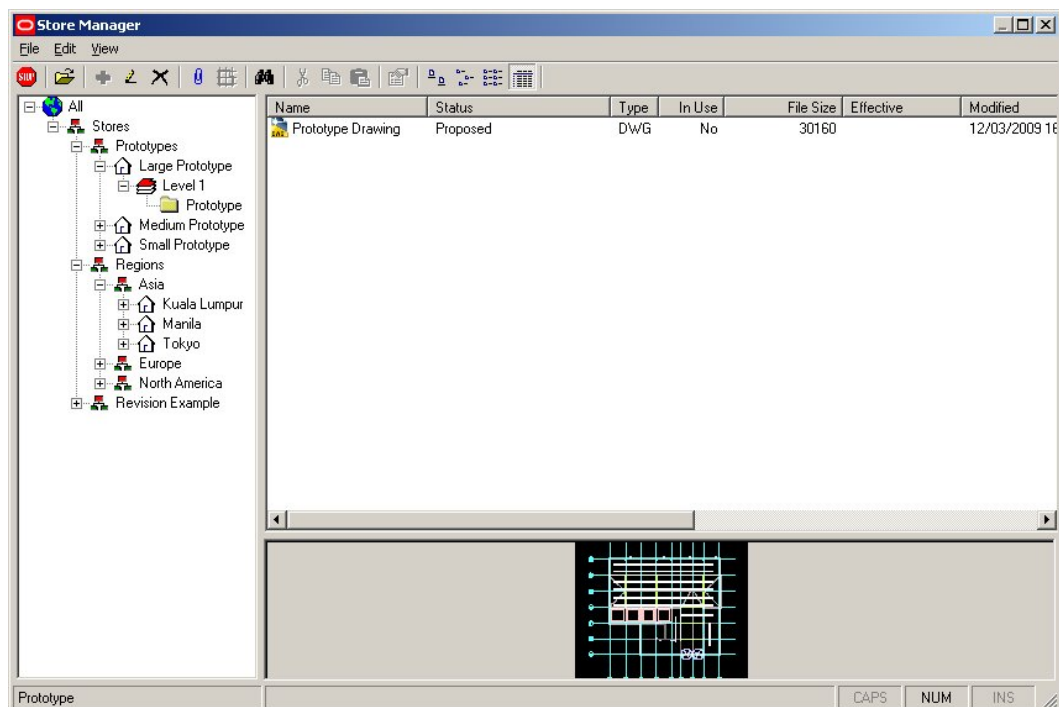 Store Manager
File Edit View
STOP
All
Stores
Prototypes
Large Prototype
Level 1
Prototype
Medium Prototype
Small Prototype
Regions
Asia
Kuala Lumpur
Manila
Tokyo
Europe
North America
Revision Example
Name Status Type In Use File Size Effective Modified
Prototype Drawing Proposed DWG No 30160 12/03/2009 16
Prototype
CAPS NUM INS